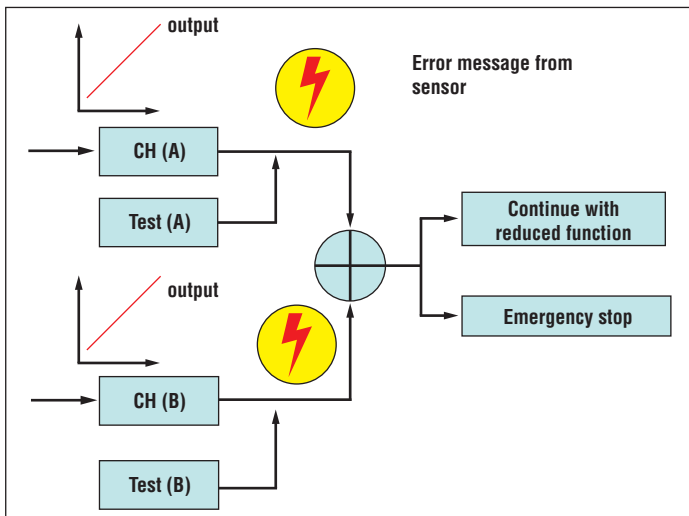 output
Error message from
sensor
CH (A)
Test (A)
Continue with
reduced function
output
Emergency stop
CH (B)
Test (B)